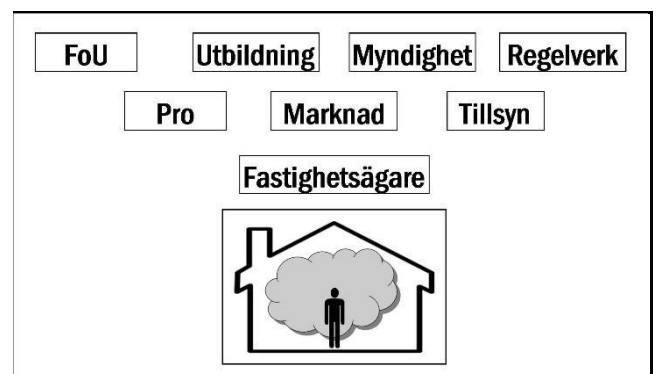 FoU Utbildning Myndighet Regelverk
Pro Marknad Tillsyn
Fastighetsägare